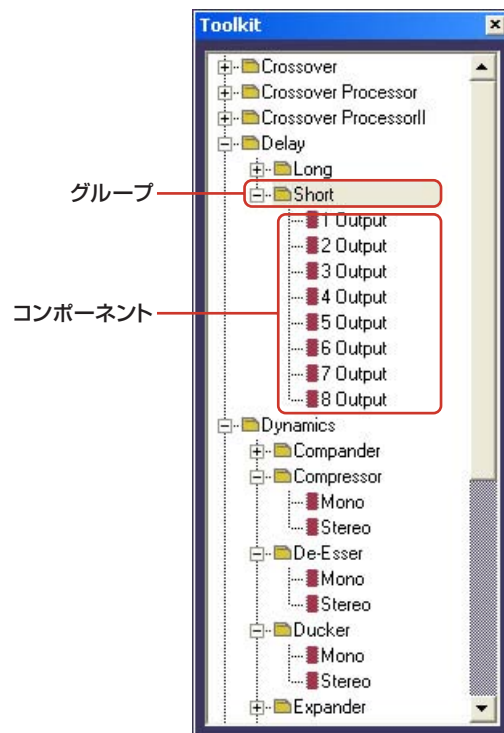 Toolkit
Crossover
Crossover Processor
Crossover ProcessorII
Delay
Long
グループ
Short
1 Output
2 Output
3 Output
4 Output
コンポーネント
5 Output
6 Output
7 Output
8 Output
Dynamics
Compander
Compressor
Mono
Stereo
De-Esser
Mono
Stereo
Ducker
Mono
Stereo
Expander